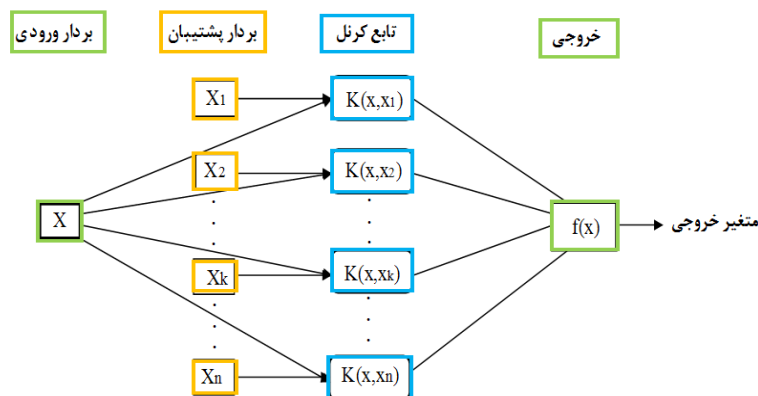 بردار ورودی
بردار پشتیبان
تابع کرنل
خروجی
X1
K(x,x1)
X2
K(x,x2)
X
f(x)
متغیر خروجی
Xk
K(x,xk)
Xn
K(x,xn)